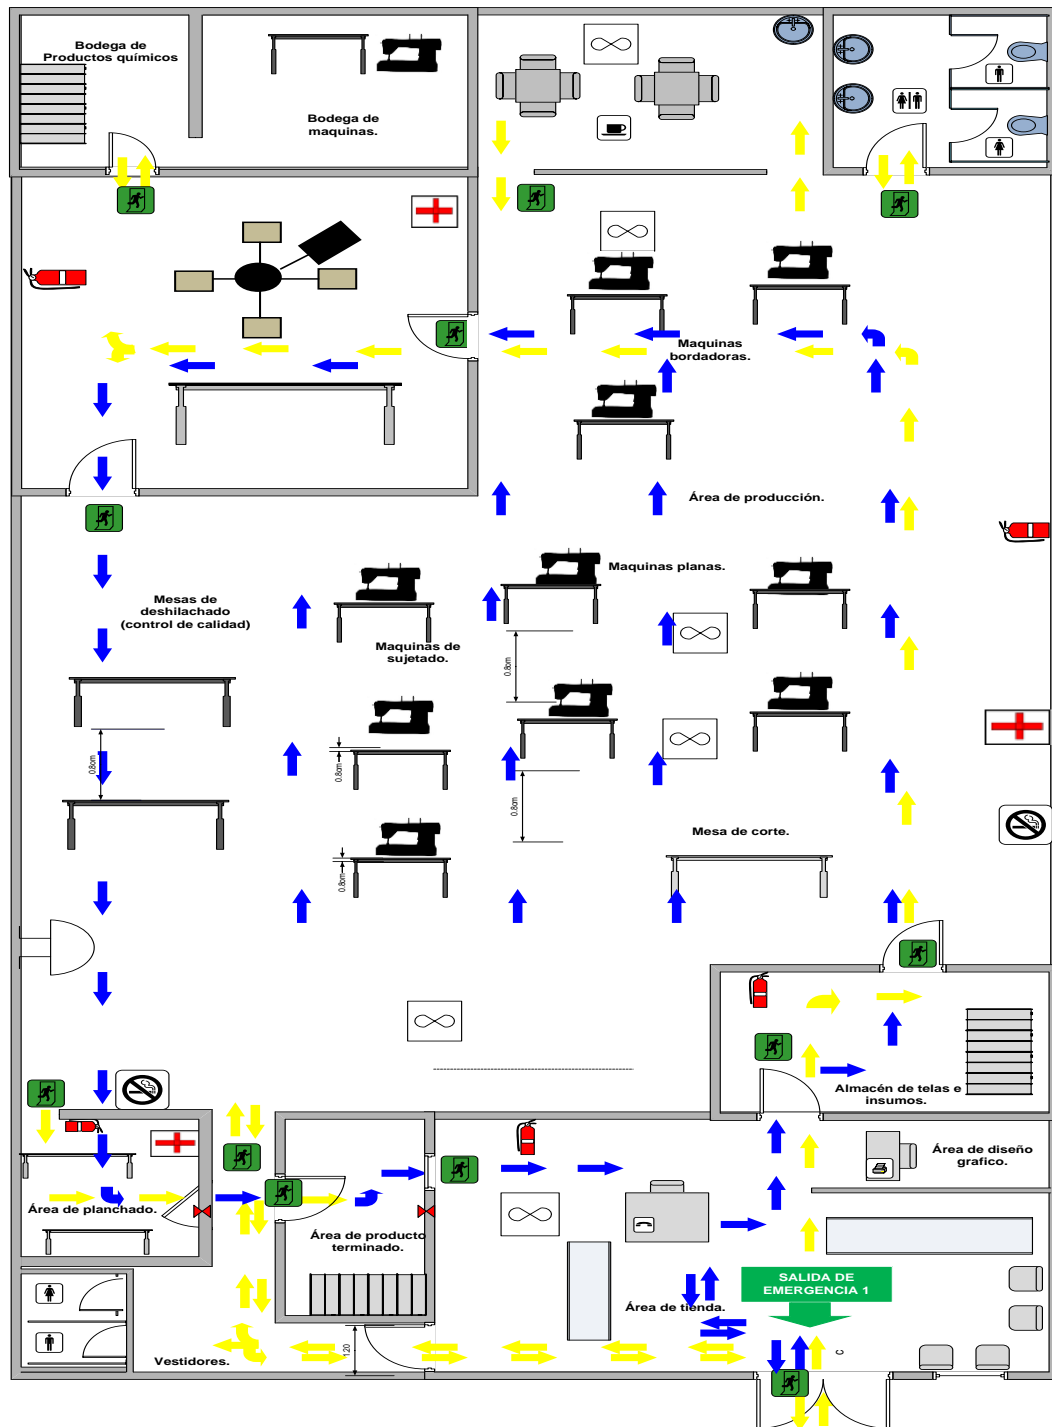 Bodega de
Productos químicos
Bodega de
maquinas.
Maquinas
bordadoras.
Área de producción.
Maquinas planas.
Mesas de
deshilachado
(control de calidad)
Maquinas de
sujetado.
0.8cm
0.8cm
0.8cm
0.8cm
0.8cm
Mesa de corte.
Almacén de telas e
insumos.
Área de diseño
grafico.
Área de planchado.
Área de producto
terminado.
SALIDA DE
EMERGENCIA 1
Área de tienda.
Vestidores.
120
C